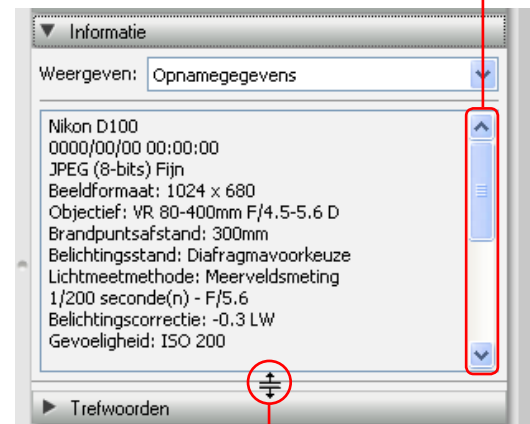 Informatie
Weergeven: Opnamegegevens
Nikon D100
0000/00/00 00:00:00
JPEG (8-bits) Fijn
Beeldformaat: 1024 x 680
Objectief: VR 80-400mm F/4.5-5.6 D
Brandpuntsafstand: 300mm
Belichtingsstand: Diafragmavoorkeuze
Lichtmeetmethode: Meerveldsmeting
1/200 seconde(n) - F/5.6
Belichtingscorrectie: -0.3 LW
Gevoeligheid: ISO 200
Trefwoorden